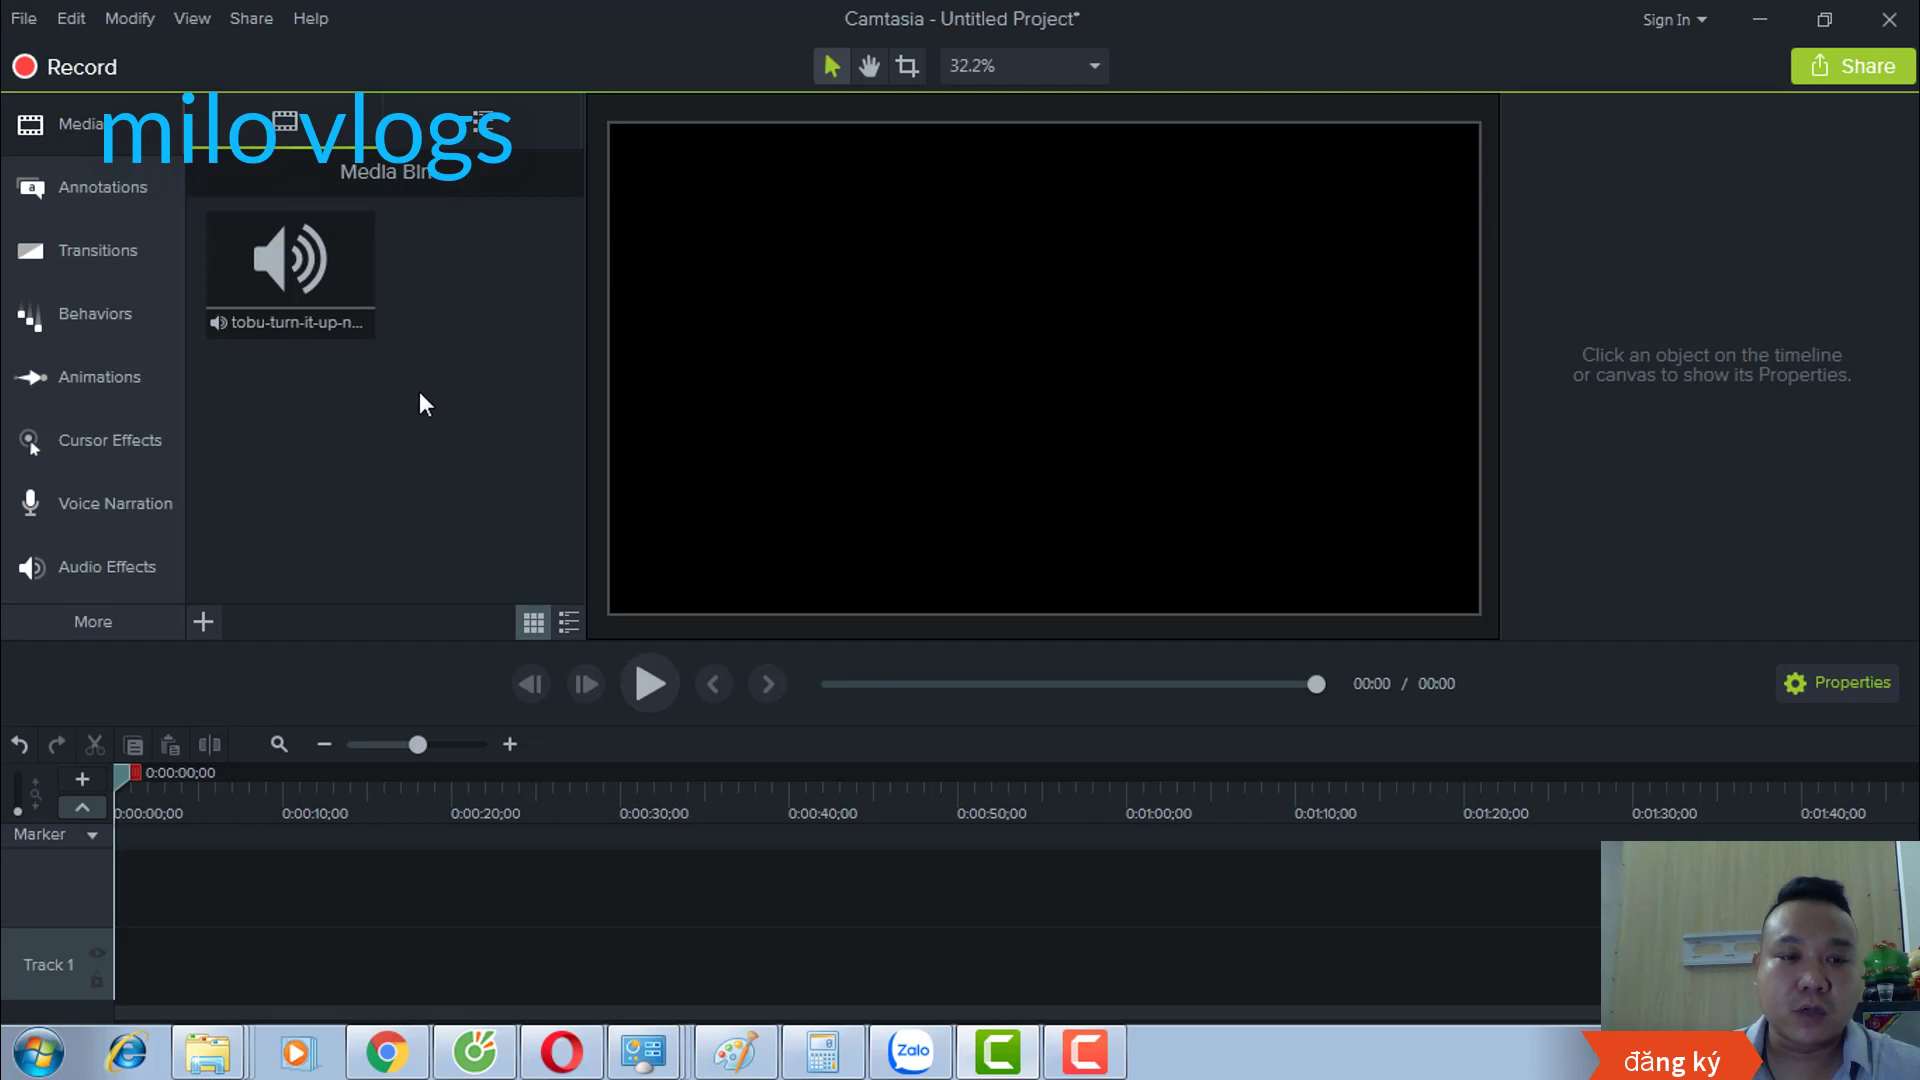 File Edit Modify View Share Help
Camtasia - Untitled Project*
Sign In
Record
32.2%
Share
milo vlogs
Media
Media Bin
Annotations
Transitions
Behaviors
Animations
Cursor Effects
Voice Narration
Audio Effects
More
tobu-turn-it-up-n...
Click an object on the timeline
or canvas to show its Properties.
00:00 / 00:00
Properties
0:00:00;00
0:00:00;00 0:00:10;00 0:00:20;00 0:00:30;00 0:00:40;00 0:00:50;00 0:01:00;00 0:01:10;00 0:01:20;00 0:01:30;00 0:01:40;00
Marker
Track 1
Zalo
đăng ký